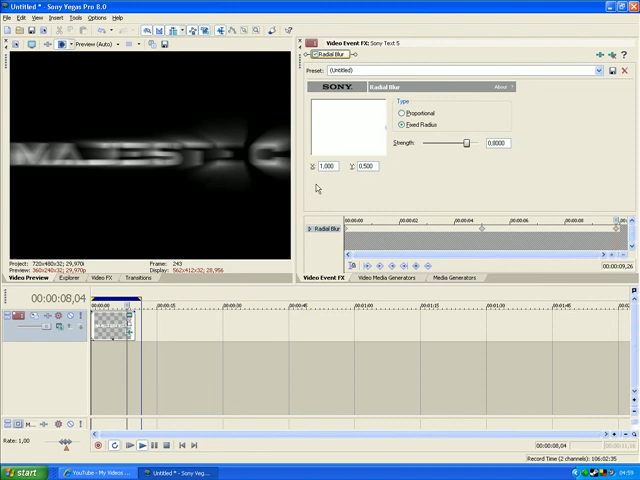 Untitled * - Sony Vegas Pro 8.0
File Edit View Insert Tools Options Help
Preview (Auto)
MAJESTIC
Project: 720x480x32; 29,970i
Frame: 243
Preview: 360x240x32; 29,970p
Display: 562x412x32; 28,956
Video Preview Explorer Video FX Transitions
Video Event FX: Sony Text 5
Radial Blur
Preset: (Untitled)
SONY. Radial Blur About ?
Type
Proportional
Fixed Radius
Strength: 0,8000
X: 1,000 Y: 0,500
00:00:00 00:00:02 00:00:04 00:00:06 00:00:08
Radial Blur
00:00:09,26
Video Event FX Video Media Generators Media Generators
00:00:08,04
00:00:00 00:00:15 00:00:30 00:00:45 00:01:00 00:01:15 00:01:30 00:01:45 00:02
M...
Rate: 1,00
00:00:08,04
Record Time (2 channels): 106:02:35
start
YouTube - My Videos ...
Untitled * - Sony Veg...
04:59